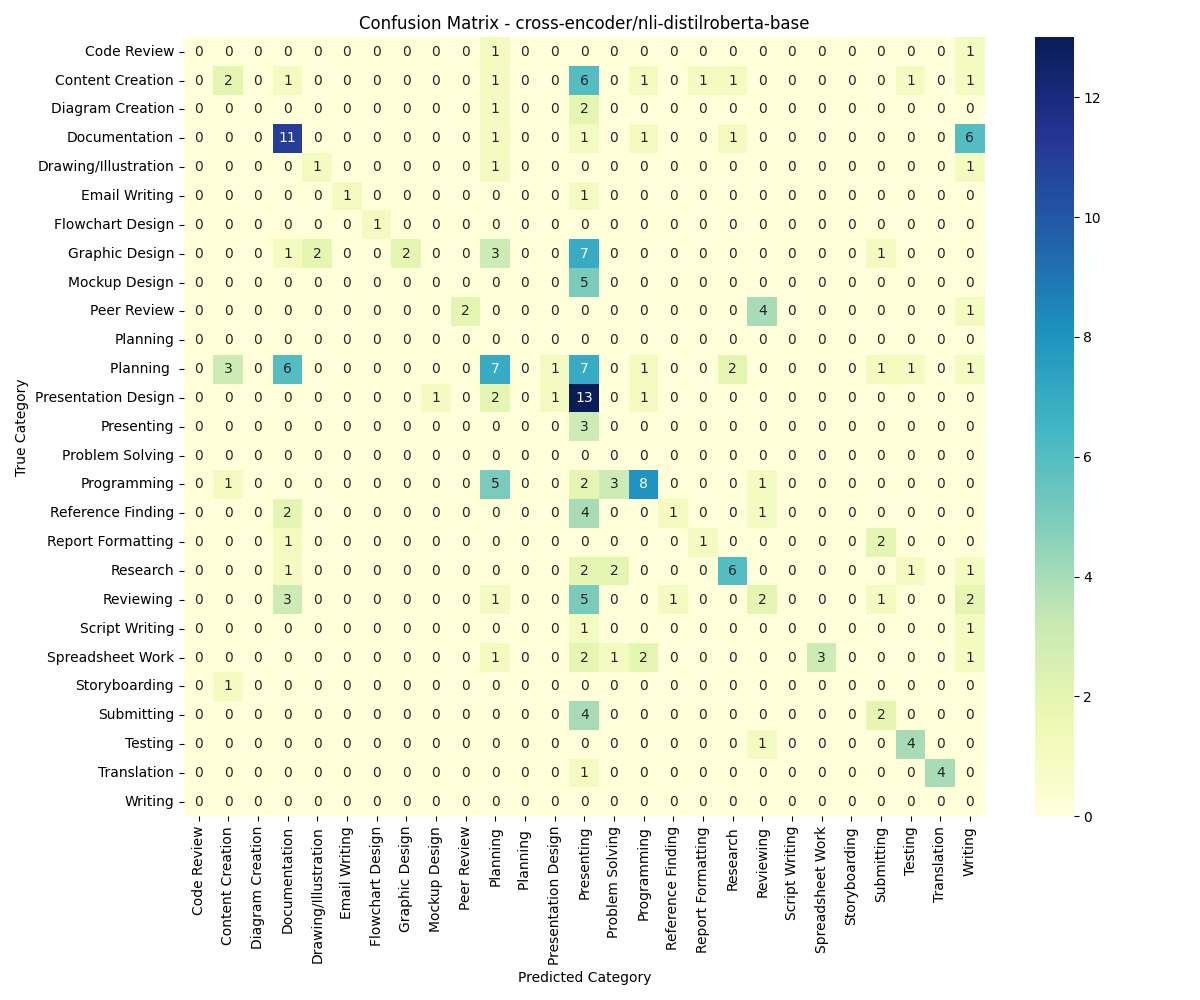 Confusion Matrix - cross-encoder/nli-distilroberta-base
Code Review 0 0 0 0 0 0 0 0 0 0 1 0 0 0 0 0 0 0 0 0 0 0 0 0 0 0 1
Content Creation 0 2 0 1 0 0 0 0 0 0 1 0 0 6 0 1 0 1 1 0 0 0 0 0 1 0 1
Diagram Creation 0 0 0 0 0 0 0 0 0 0 1 0 0 2 0 0 0 0 0 0 0 0 0 0 0 0 0
Documentation 0 0 0 11 0 0 0 0 0 0 1 0 0 1 0 1 0 0 1 0 0 0 0 0 0 0 6
Drawing/Illustration 0 0 0 0 1 0 0 0 0 0 1 0 0 0 0 0 0 0 0 0 0 0 0 0 0 0 1
Email Writing 0 0 0 0 0 1 0 0 0 0 0 0 0 1 0 0 0 0 0 0 0 0 0 0 0 0 0
Flowchart Design 0 0 0 0 0 0 1 0 0 0 0 0 0 0 0 0 0 0 0 0 0 0 0 0 0 0 0
Graphic Design 0 0 0 1 2 0 0 2 0 0 3 0 0 7 0 0 0 0 0 0 0 0 0 1 0 0 0
Mockup Design 0 0 0 0 0 0 0 0 0 0 0 0 0 5 0 0 0 0 0 0 0 0 0 0 0 0 0
Peer Review 0 0 0 0 0 0 0 0 0 2 0 0 0 0 0 0 0 0 0 4 0 0 0 0 0 0 1
Planning 0 0 0 0 0 0 0 0 0 0 0 0 0 0 0 0 0 0 0 0 0 0 0 0 0 0 0
Planning 0 3 0 6 0 0 0 0 0 0 7 0 1 7 0 1 0 0 2 0 0 0 0 1 1 0 1
Presentation Design 0 0 0 0 0 0 0 0 1 0 2 0 1 13 0 1 0 0 0 0 0 0 0 0 0 0 0
Presenting 0 0 0 0 0 0 0 0 0 0 0 0 0 3 0 0 0 0 0 0 0 0 0 0 0 0 0
Problem Solving 0 0 0 0 0 0 0 0 0 0 0 0 0 0 0 0 0 0 0 0 0 0 0 0 0 0 0
Programming 0 1 0 0 0 0 0 0 0 0 5 0 0 2 3 8 0 0 0 1 0 0 0 0 0 0 0
Reference Finding 0 0 0 2 0 0 0 0 0 0 0 0 0 4 0 0 1 0 0 1 0 0 0 0 0 0 0
Report Formatting 0 0 0 1 0 0 0 0 0 0 0 0 0 0 0 0 0 1 0 0 0 0 0 2 0 0 0
Research 0 0 0 1 0 0 0 0 0 0 0 0 0 2 2 0 0 0 6 0 0 0 0 0 1 0 1
Reviewing 0 0 0 3 0 0 0 0 0 0 1 0 0 5 0 0 1 0 0 2 0 0 0 1 0 0 2
Script Writing 0 0 0 0 0 0 0 0 0 0 0 0 0 1 0 0 0 0 0 0 0 0 0 0 0 0 1
Spreadsheet Work 0 0 0 0 0 0 0 0 0 0 1 0 0 2 1 2 0 0 0 0 0 3 0 0 0 0 1
Storyboarding 0 1 0 0 0 0 0 0 0 0 0 0 0 0 0 0 0 0 0 0 0 0 0 0 0 0 0
Submitting 0 0 0 0 0 0 0 0 0 0 0 0 0 4 0 0 0 0 0 0 0 0 0 2 0 0 0
Testing 0 0 0 0 0 0 0 0 0 0 0 0 0 0 0 0 0 0 0 1 0 0 0 0 4 0 0
Translation 0 0 0 0 0 0 0 0 0 0 0 0 0 1 0 0 0 0 0 0 0 0 0 0 0 4 0
Writing 0 0 0 0 0 0 0 0 0 0 0 0 0 0 0 0 0 0 0 0 0 0 0 0 0 0 0
True Category
Code Review
Content Creation
Diagram Creation
Documentation
Drawing/Illustration
Email Writing
Flowchart Design
Graphic Design
Mockup Design
Peer Review
Planning
Planning
Presentation Design
Presenting
Problem Solving
Programming
Reference Finding
Report Formatting
Research
Reviewing
Script Writing
Spreadsheet Work
Storyboarding
Submitting
Testing
Translation
Writing
Predicted Category
12
10
8
6
4
2
0